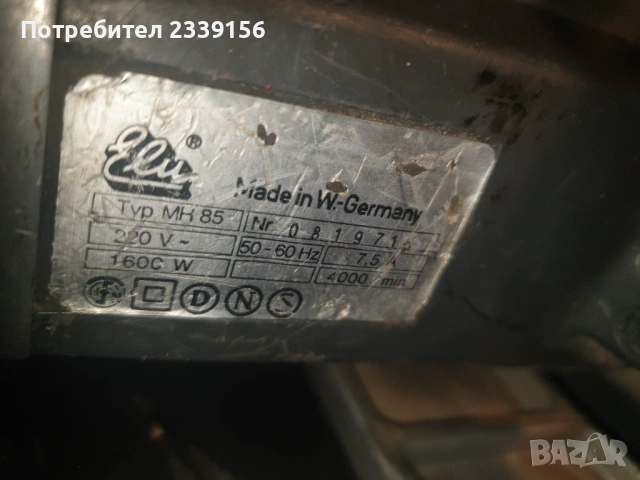 Потребител 2339156
Elu ®
Made in W-Germany
Typ MH 85 Nr 0 8 1 9 7 1
220 V ~ 50-60 Hz 7,5 A
1600 W 4000 min
D N S
BAZAR